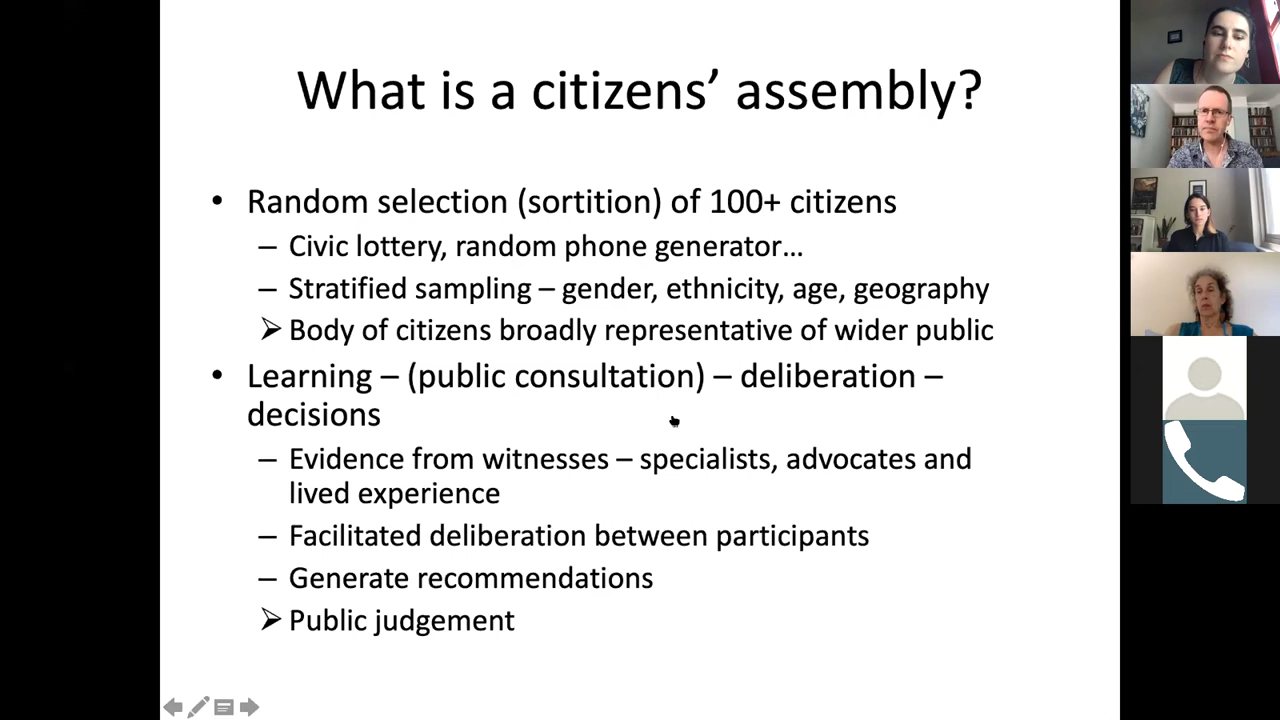 What is a citizens’ assembly?
• Random selection (sortition) of 100+ citizens
– Civic lottery, random phone generator…
– Stratified sampling – gender, ethnicity, age, geography
➢ Body of citizens broadly representative of wider public
• Learning – (public consultation) – deliberation –
decisions
– Evidence from witnesses – specialists, advocates and
lived experience
– Facilitated deliberation between participants
– Generate recommendations
➢ Public judgement